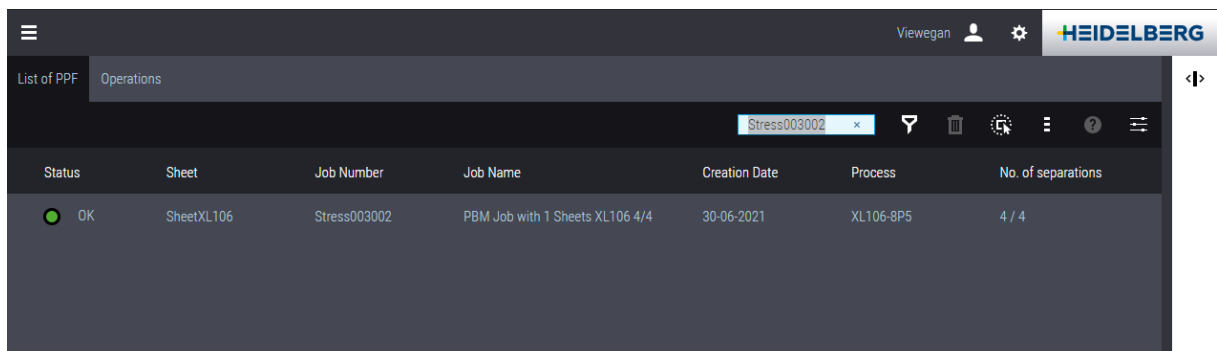 Viewegan HEIDELBERG
List of PPF Operations
Stress003002 ×
Status Sheet Job Number Job Name Creation Date Process No. of separations
OK SheetXL106 Stress003002 PBM Job with 1 Sheets XL106 4/4 30-06-2021 XL106-8P5 4 / 4